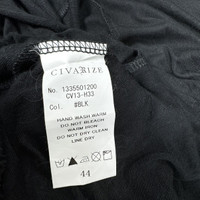 CIVARIZE
No. 1335501200
CV13-H33
Col. #BLK
HAND WASH WARM
DO NOT BLEACH
WARM IRON
DO NOT DRY CLEAN
LINE DRY
44